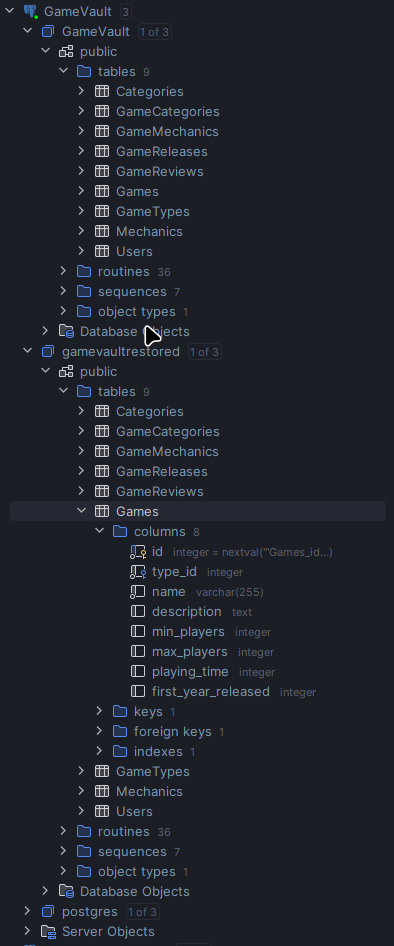 GameVault 3
GameVault 1 of 3
public
tables 9
Categories
GameCategories
GameMechanics
GameReleases
GameReviews
Games
GameTypes
Mechanics
Users
routines 36
sequences 7
object types 1
Database Objects
gamevaultrestored 1 of 3
public
tables 9
Categories
GameCategories
GameMechanics
GameReleases
GameReviews
Games
columns 8
id integer = nextval('"Games_id...)
type_id integer
name varchar(255)
description text
min_players integer
max_players integer
playing_time integer
first_year_released integer
keys 1
foreign keys 1
indexes 1
GameTypes
Mechanics
Users
routines 36
sequences 7
object types 1
Database Objects
postgres 1 of 3
Server Objects